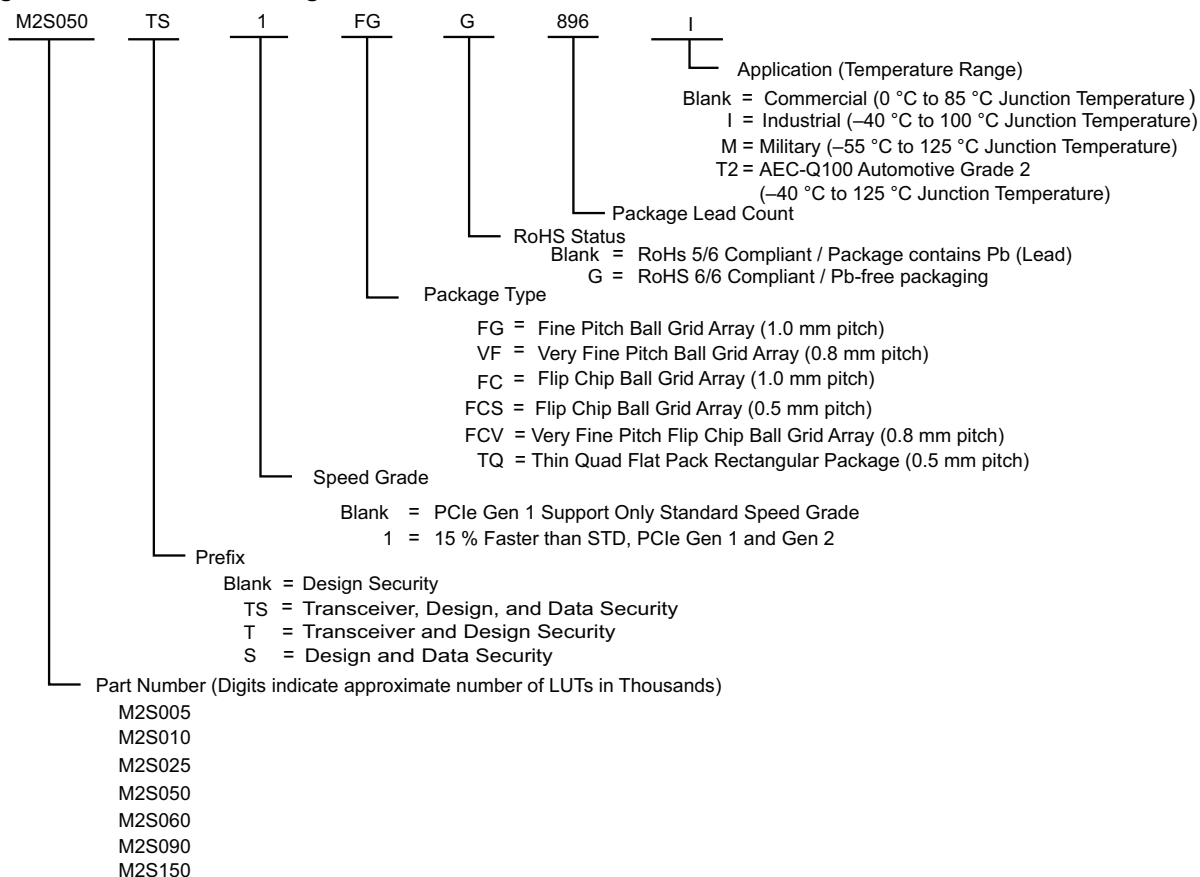 M2S050 TS 1 FG G 896 I
Application (Temperature Range)
Blank = Commercial (0 °C to 85 °C Junction Temperature)
I = Industrial (–40 °C to 100 °C Junction Temperature)
M = Military (–55 °C to 125 °C Junction Temperature)
T2 = AEC-Q100 Automotive Grade 2
(–40 °C to 125 °C Junction Temperature)
Package Lead Count
RoHS Status
Blank = RoHs 5/6 Compliant / Package contains Pb (Lead)
G = RoHS 6/6 Compliant / Pb-free packaging
Package Type
FG = Fine Pitch Ball Grid Array (1.0 mm pitch)
VF = Very Fine Pitch Ball Grid Array (0.8 mm pitch)
FC = Flip Chip Ball Grid Array (1.0 mm pitch)
FCS = Flip Chip Ball Grid Array (0.5 mm pitch)
FCV = Very Fine Pitch Flip Chip Ball Grid Array (0.8 mm pitch)
TQ = Thin Quad Flat Pack Rectangular Package (0.5 mm pitch)
Speed Grade
Blank = PCIe Gen 1 Support Only Standard Speed Grade
1 = 15 % Faster than STD, PCIe Gen 1 and Gen 2
Prefix
Blank = Design Security
TS = Transceiver, Design, and Data Security
T = Transceiver and Design Security
S = Design and Data Security
Part Number (Digits indicate approximate number of LUTs in Thousands)
M2S005
M2S010
M2S025
M2S050
M2S060
M2S090
M2S150